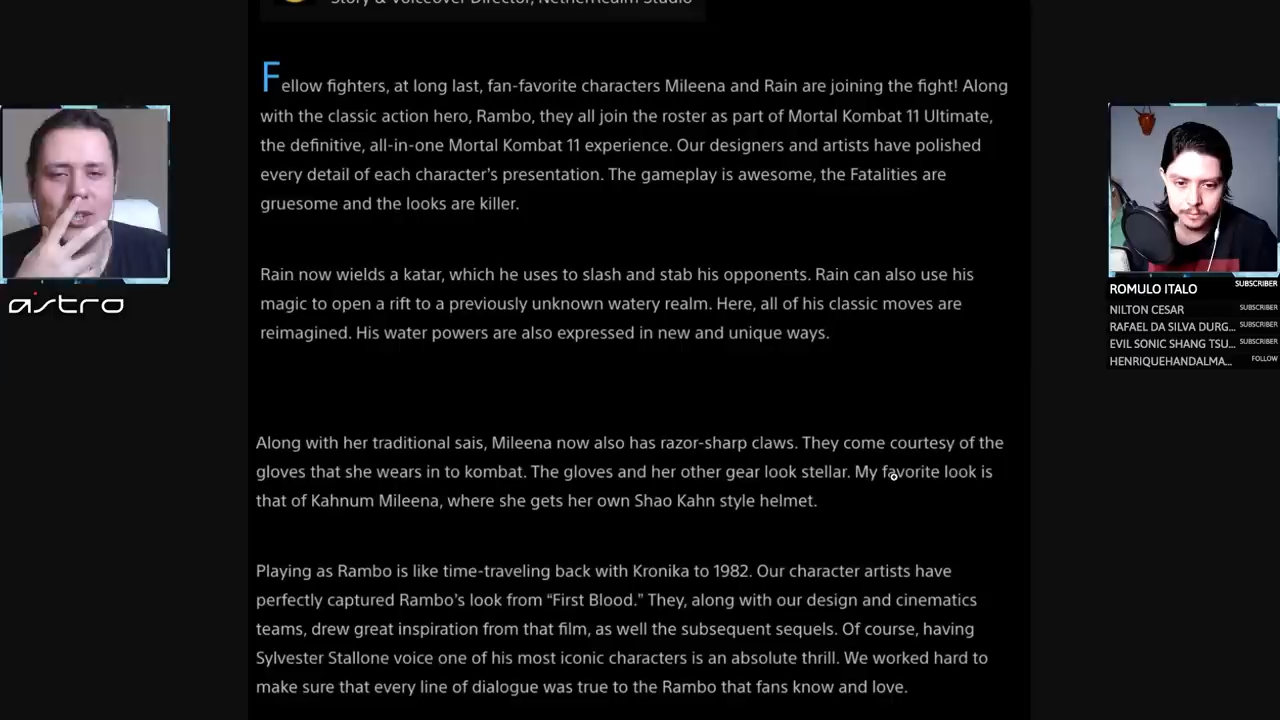 Story & Voiceover Director, NetherRealm Studio
Fellow fighters, at long last, fan-favorite characters Mileena and Rain are joining the fight! Along
with the classic action hero, Rambo, they all join the roster as part of Mortal Kombat 11 Ultimate,
the definitive, all-in-one Mortal Kombat 11 experience. Our designers and artists have polished
every detail of each character's presentation. The gameplay is awesome, the Fatalities are
gruesome and the looks are killer.
Rain now wields a katar, which he uses to slash and stab his opponents. Rain can also use his
magic to open a rift to a previously unknown watery realm. Here, all of his classic moves are
reimagined. His water powers are also expressed in new and unique ways.
Along with her traditional sais, Mileena now also has razor-sharp claws. They come courtesy of the
gloves that she wears in to kombat. The gloves and her other gear look stellar. My favorite look is
that of Kahnum Mileena, where she gets her own Shao Kahn style helmet.
Playing as Rambo is like time-traveling back with Kronika to 1982. Our character artists have
perfectly captured Rambo's look from “First Blood.” They, along with our design and cinematics
teams, drew great inspiration from that film, as well the subsequent sequels. Of course, having
Sylvester Stallone voice one of his most iconic characters is an absolute thrill. We worked hard to
make sure that every line of dialogue was true to the Rambo that fans know and love.
astro
ROMULO ITALO SUBSCRIBER
NILTON CESAR SUBSCRIBER
RAFAEL DA SILVA DURG... SUBSCRIBER
EVIL SONIC SHANG TSU... SUBSCRIBER
HENRIQUEHANDALMA... FOLLOW